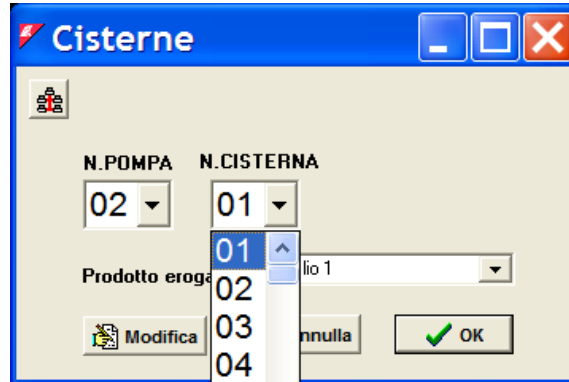 Cisterne
N.POMPA N.CISTERNA
02 01
01
02
03
04
Prodotto eroga lio 1
Modifica nnulla OK